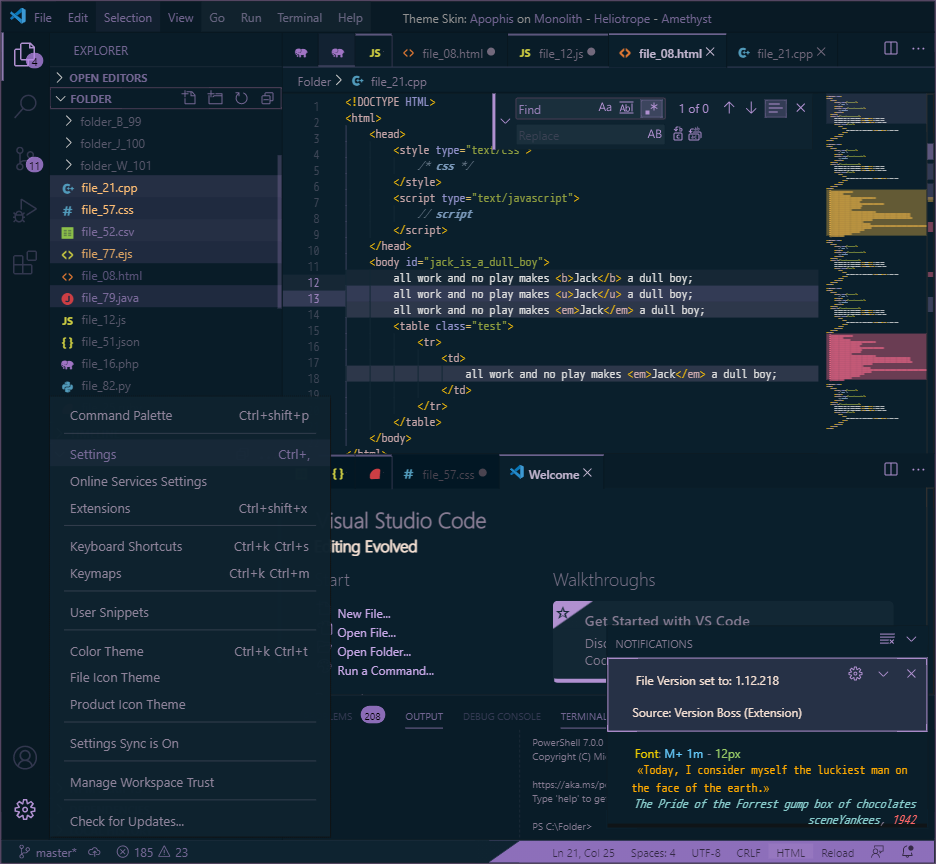 File Edit Selection View Go Run Terminal Help Theme Skin: Apophis on Monolith - Heliotrope - Amethyst
EXPLORER
4
11
OPEN EDITORS
FOLDER
folder_B_99
folder_J_100
folder_W_101
file_21.cpp
file_57.css
file_52.csv
file_77.ejs
file_08.html
file_79.java
file_12.js
file_51.json
file_16.php
file_82.py
JS file_08.html JS file_12.js file_08.html file_21.cpp
Folder file_21.cpp
Find Aa Abl .* 1 of 0
Replace AB
1 <!DOCTYPE HTML>
2 <html>
3 <head>
4 <style type="text/css">
5 /* css */
6 </style>
7 <script type="text/javascript">
8 // script
9 </script>
10 </head>
11 <body id="jack_is_a_dull_boy">
12 all work and no play makes <b>Jack</b> a dull boy;
13 all work and no play makes <u>Jack</u> a dull boy;
14 all work and no play makes <em>Jack</em> a dull boy;
15 <table class="test">
16 <tr>
17 <td>
18 all work and no play makes <em>Jack</em> a dull boy;
</td>
</tr>
</table>
</body>
</html>
Command Palette Ctrl+shift+p
Settings Ctrl+,
Online Services Settings
Extensions Ctrl+shift+x
Keyboard Shortcuts Ctrl+k Ctrl+s
Keymaps Ctrl+k Ctrl+m
User Snippets
Color Theme Ctrl+k Ctrl+t
File Icon Theme
Product Icon Theme
Settings Sync is On
Manage Workspace Trust
Check for Updates...
{} # file_57.css Welcome
isual Studio Code
iting Evolved
art
New File...
Open File...
Open Folder...
Run a Command...
Walkthroughs
Get Started with VS Code
Disc
Coc
LEMS 208 OUTPUT DEBUG CONSOLE TERMINAL
PowerShell 7.0.0
Copyright (C) Mi
https://aka.ms/p
Type 'help' to ge
PS C:\Folder>
NOTIFICATIONS
File Version set to: 1.12.218
Source: Version Boss (Extension)
Font: M+ 1m - 12px
«Today, I consider myself the luckiest man on
the face of the earth.»
The Pride of the Forrest gump box of chocolates
sceneYankees, 1942
master* 185 23 Ln 21, Col 25 Spaces: 4 UTF-8 CRLF HTML Reload